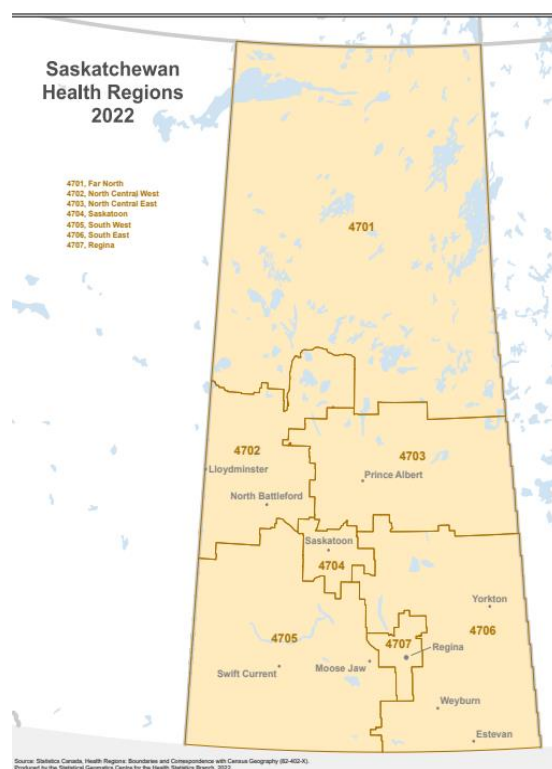 Saskatchewan
Health Regions
2022
4701, Far North
4702, North Central West
4703, North Central East
4704, Saskatoon
4705, South West
4706, South East
4707, Regina
4701
4702
4703
Lloydminster
Prince Albert
North Battleford
Saskatoon
4704
Yorkton
4705
4707
4706
Regina
Moose Jaw
Swift Current
Weyburn
Estevan
Source: Statistics Canada, Health Regions: Boundaries and Correspondence with Census Geography (82-402-X).
Produced by the Statistical Geomatics Centre for the Health Statistics Branch, 2022.